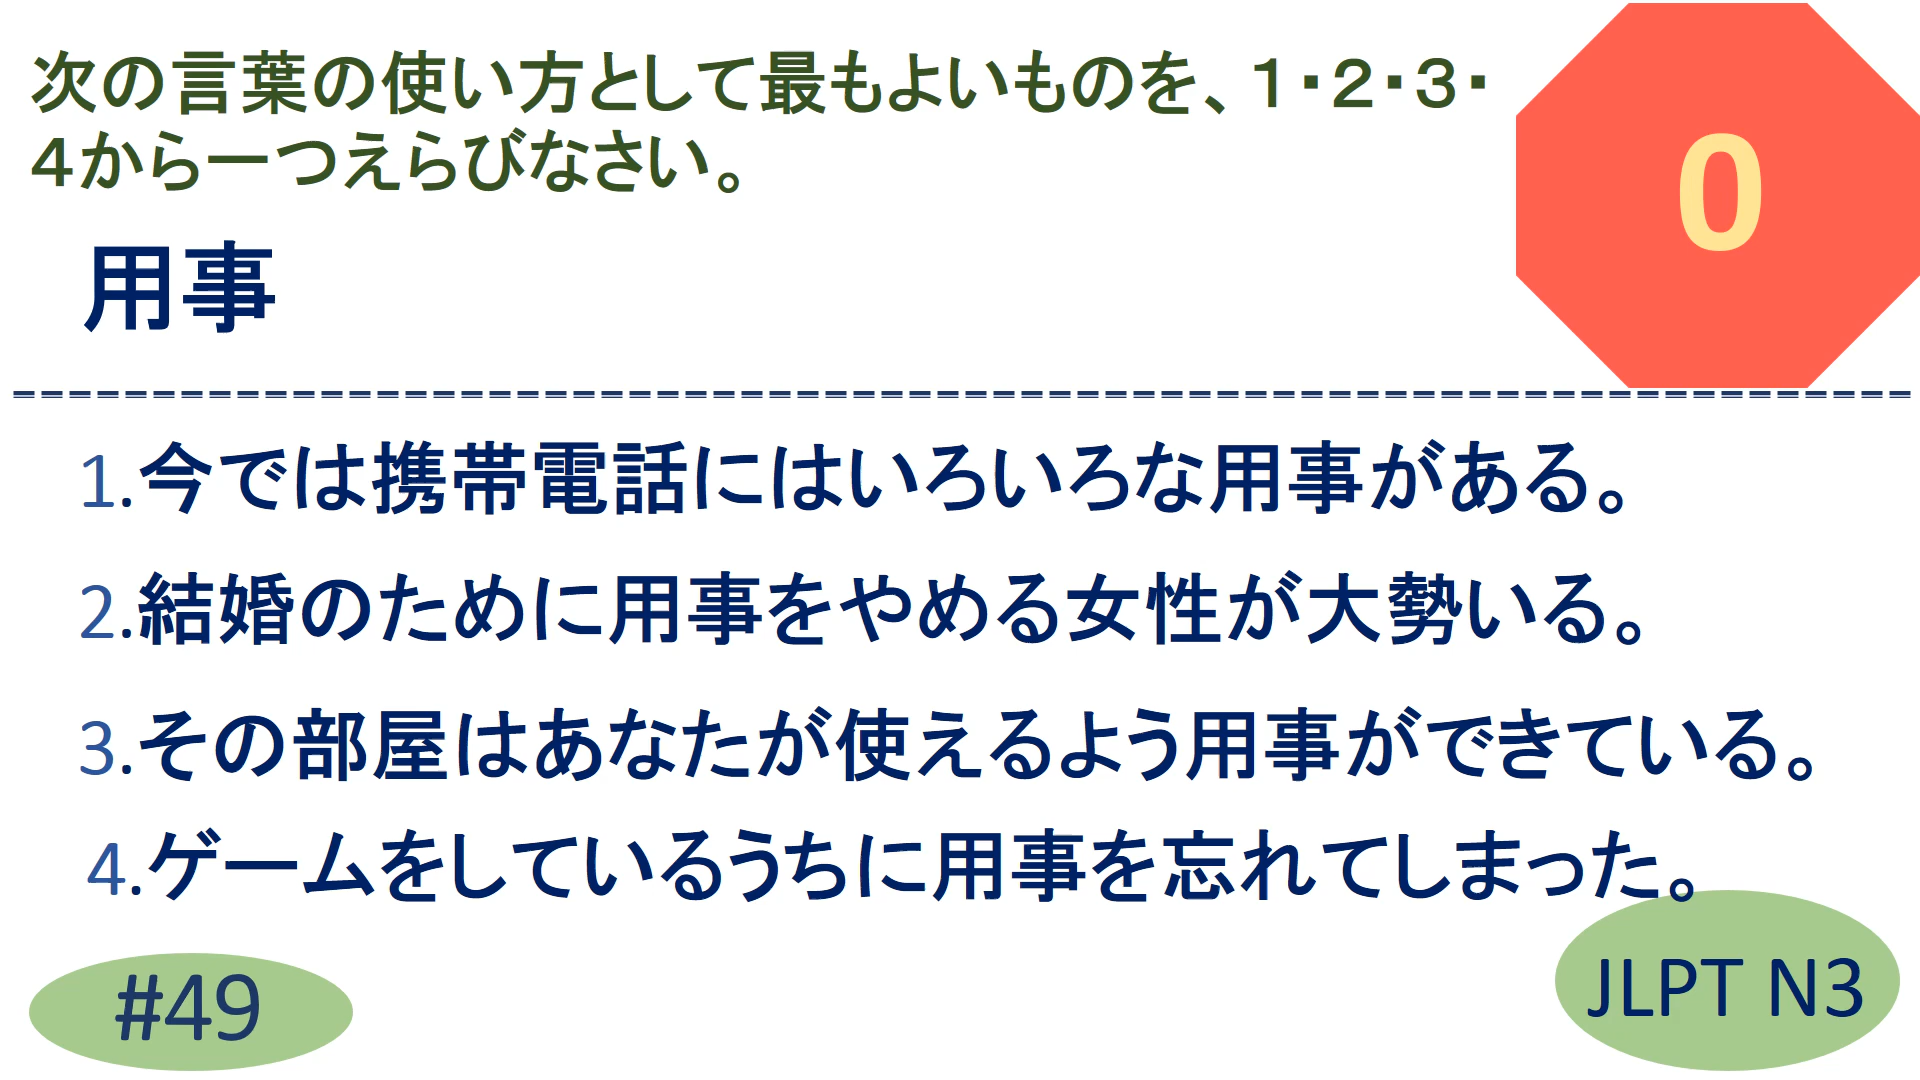 次の言葉の使い方として最もよいものを、１・２・３・
４から一つえらびなさい。
0
用事
1.今では携帯電話にはいろいろな用事がある。
2.結婚のために用事をやめる女性が大勢いる。
3.その部屋はあなたが使えるよう用事ができている。
4.ゲームをしているうちに用事を忘れてしまった。
#49
JLPT N3